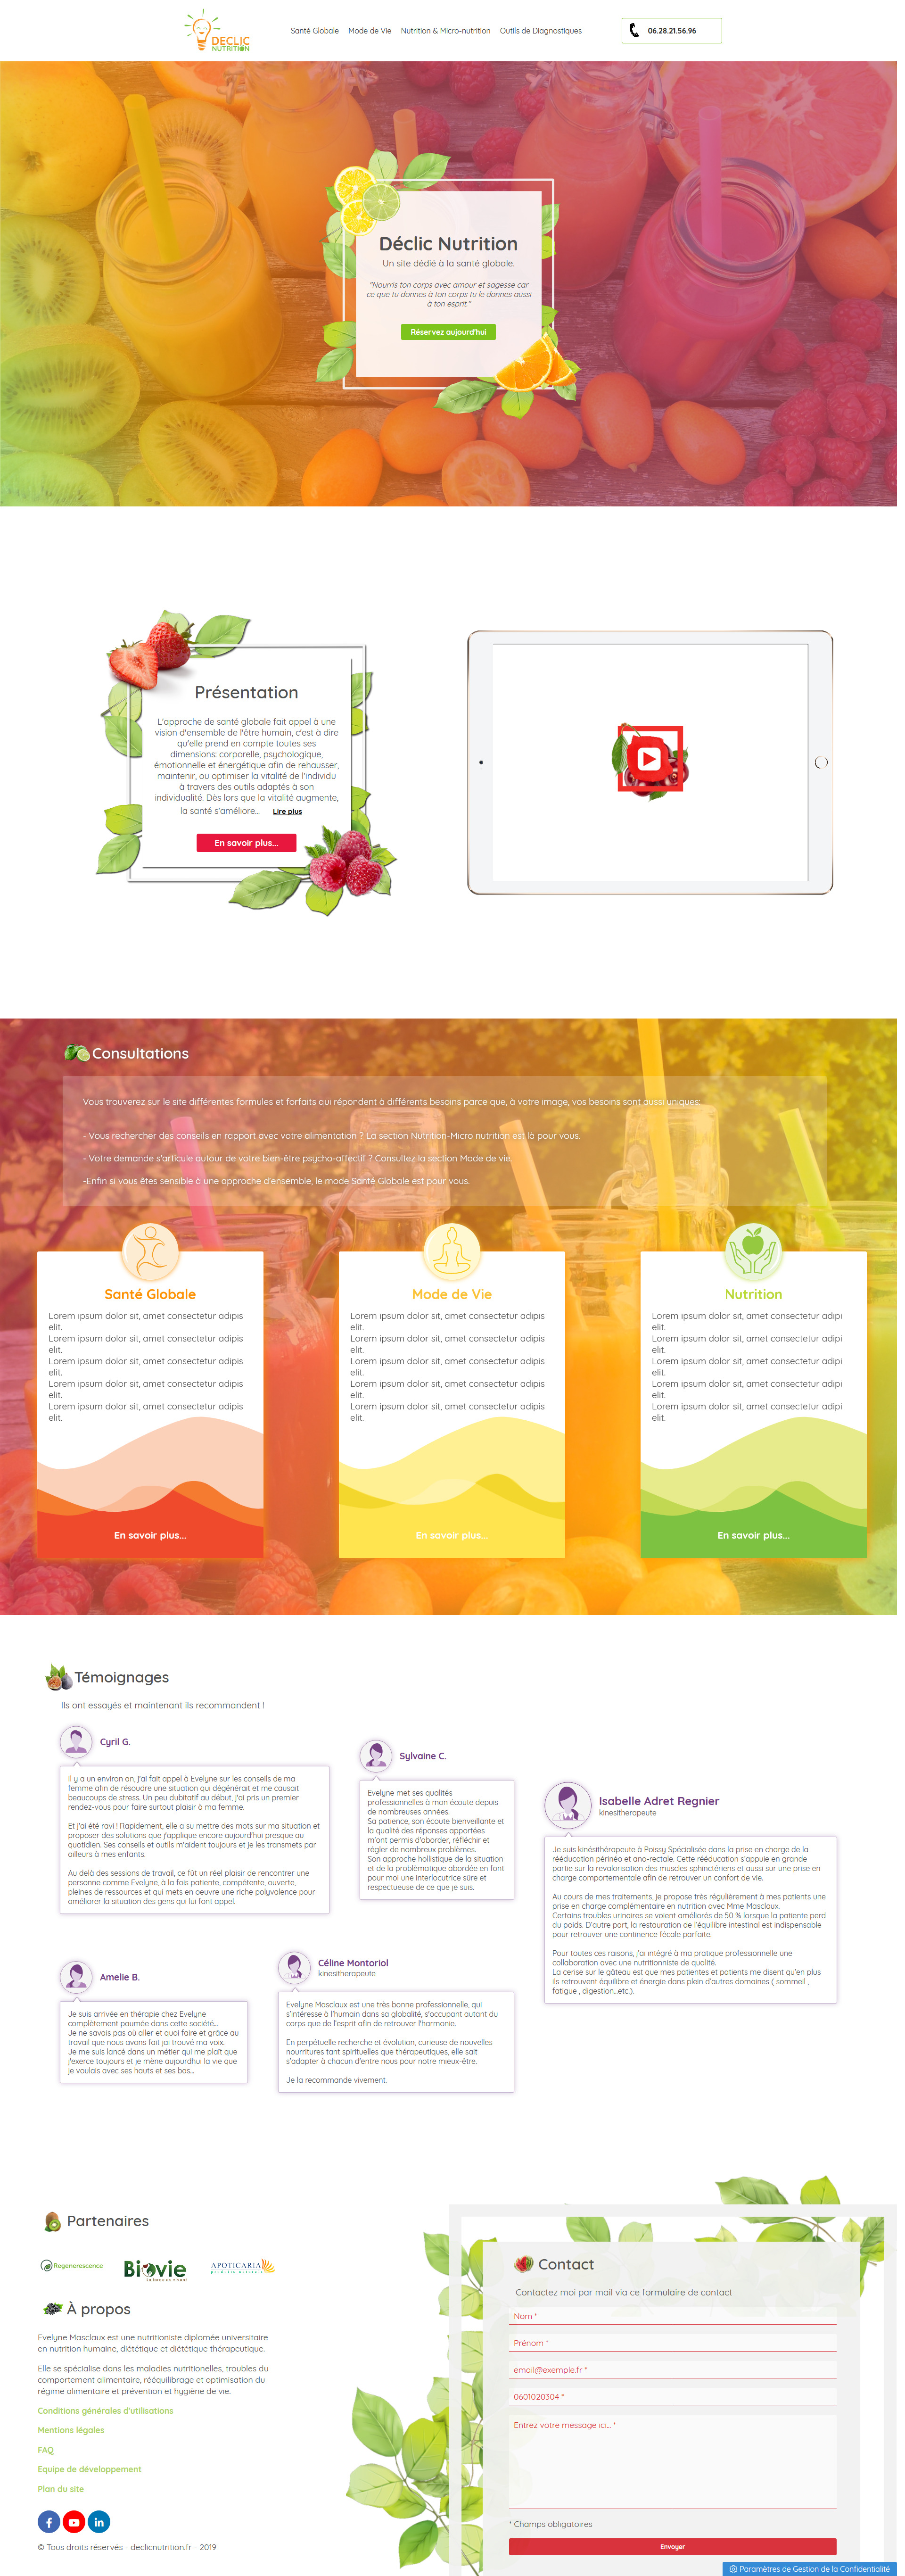 DECLIC
NUTRITION
Santé Globale
Mode de Vie
Nutrition & Micro-nutrition
Outils de Diagnostiques
06.28.21.56.96
Déclic Nutrition
Un site dédié à la santé globale.
"Nourris ton corps avec amour et sagesse car
ce que tu donnes à ton corps tu le donnes aussi
à ton esprit."
Réservez aujourd'hui
Présentation
L'approche de santé globale fait appel à une
vision d'ensemble de l'être humain, c'est à dire
qu'elle prend en compte toutes ses
dimensions: corporelle, psychologique,
émotionnelle et énergétique afin de rehausser,
maintenir, ou optimiser la vitalité de l'individu
à travers des outils adaptés à son
individualité. Dès lors que la vitalité augmente,
la santé s'améliore... Lire plus
En savoir plus...
Consultations
Vous trouverez sur le site différentes formules et forfaits qui répondent à différents besoins parce que, à votre image, vos besoins sont aussi uniques:
- Vous rechercher des conseils en rapport avec votre alimentation ? La section Nutrition-Micro nutrition est là pour vous.
- Votre demande s'articule autour de votre bien-être psycho-affectif ? Consultez la section Mode de vie.
-Enfin si vous êtes sensible à une approche d'ensemble, le mode Santé Globale est pour vous.
Santé Globale
Lorem ipsum dolor sit, amet consectetur adipis
elit.
Lorem ipsum dolor sit, amet consectetur adipis
elit.
Lorem ipsum dolor sit, amet consectetur adipis
elit.
Lorem ipsum dolor sit, amet consectetur adipis
elit.
Lorem ipsum dolor sit, amet consectetur adipis
elit.
En savoir plus...
Mode de Vie
Lorem ipsum dolor sit, amet consectetur adipis
elit.
Lorem ipsum dolor sit, amet consectetur adipis
elit.
Lorem ipsum dolor sit, amet consectetur adipis
elit.
Lorem ipsum dolor sit, amet consectetur adipis
elit.
Lorem ipsum dolor sit, amet consectetur adipis
elit.
En savoir plus...
Nutrition
Lorem ipsum dolor sit, amet consectetur adipi
elit.
Lorem ipsum dolor sit, amet consectetur adipi
elit.
Lorem ipsum dolor sit, amet consectetur adipi
elit.
Lorem ipsum dolor sit, amet consectetur adipi
elit.
Lorem ipsum dolor sit, amet consectetur adipi
elit.
En savoir plus...
Témoignages
Ils ont essayés et maintenant ils recommandent !
Cyril G.
Il y a un environ an, j'ai fait appel à Evelyne sur les conseils de ma
femme afin de résoudre une situation qui dégénérait et me causait
beaucoups de stress. Un peu dubitatif au début, j'ai pris un premier
rendez-vous pour faire surtout plaisir à ma femme.
Et j'ai été ravi ! Rapidement, elle a su mettre des mots sur ma situation et
proposer des solutions que j'applique encore aujourd'hui presque au
quotidien. Ses conseils et outils m'aident toujours et je les transmets par
ailleurs à mes enfants.
Au delà des sessions de travail, ce fût un réel plaisir de rencontrer une
personne comme Evelyne, à la fois patiente, compétente, ouverte,
pleines de ressources et qui mets en oeuvre une riche polyvalence pour
améliorer la situation des gens qui lui font appel.
Sylvaine C.
Evelyne met ses qualités
professionnelles à mon écoute depuis
de nombreuses années.
Sa patience, son écoute bienveillante et
la qualité des réponses apportées
m'ont permis d'aborder, réfléchir et
régler de nombreux problèmes.
Son approche hollistique de la situation
et de la problématique abordée en font
pour moi une interlocutrice sûre et
respectueuse de ce que je suis.
Isabelle Adret Regnier
kinesitherapeute
Je suis kinésithérapeute à Poissy Spécialisée dans la prise en charge de la
rééducation périnéo et ano-rectale. Cette rééducation s'appuie en grande
partie sur la revalorisation des muscles sphinctériens et aussi sur une prise en
charge comportementale afin de retrouver un confort de vie.
Au cours de mes traitements, je propose très régulièrement à mes patients une
prise en charge complémentaire en nutrition avec Mme Masclaux.
Certains troubles urinaires se voient améliorés de 50 % lorsque la patiente perd
du poids. D'autre part, la restauration de l'équilibre intestinal est indispensable
pour retrouver une continence fécale parfaite.
Pour toutes ces raisons, j'ai intégré à ma pratique professionnelle une
collaboration avec une nutritionniste de qualité.
La cerise sur le gâteau est que mes patientes et patients me disent qu'en plus
ils retrouvent équilibre et énergie dans plein d'autres domaines ( sommeil ,
fatigue , digestion...etc.).
Amelie B.
Je suis arrivée en thérapie chez Evelyne
complètement paumée dans cette société...
Je ne savais pas où aller et quoi faire et grâce au
travail que nous avons fait jai trouvé ma voix.
Je me suis lancé dans un métier qui me plaît que
j'exerce toujours et je mène aujourdhui la vie que
je voulais avec ses hauts et ses bas...
Céline Montoriol
kinesitherapeute
Evelyne Masclaux est une très bonne professionnelle, qui
s'intéresse à l'humain dans sa globalité, s'occupant autant du
corps que de l'esprit afin de retrouver l'harmonie.
En perpétuelle recherche et évolution, curieuse de nouvelles
nourritures tant spirituelles que thérapeutiques, elle sait
s'adapter à chacun d'entre nous pour notre mieux-être.
Je la recommande vivement.
Partenaires
Regenerescence
Biovie
La force du vivant
APOTICARIA
produits naturels
À propos
Evelyne Masclaux est une nutritioniste diplomée universitaire
en nutrition humaine, diététique et diététique thérapeutique.
Elle se spécialise dans les maladies nutritionelles, troubles du
comportement alimentaire, rééquilibrage et optimisation du
régime alimentaire et prévention et hygiène de vie.
Conditions générales d'utilisations
Mentions légales
FAQ
Equipe de développement
Plan du site
© Tous droits réservés - declicnutrition.fr - 2019
Contact
Contactez moi par mail via ce formulaire de contact
Nom *
Prénom *
email@exemple.fr *
0601020304 *
Entrez votre message ici... *
* Champs obligatoires
Envoyer
Paramètres de Gestion de la Confidentialité